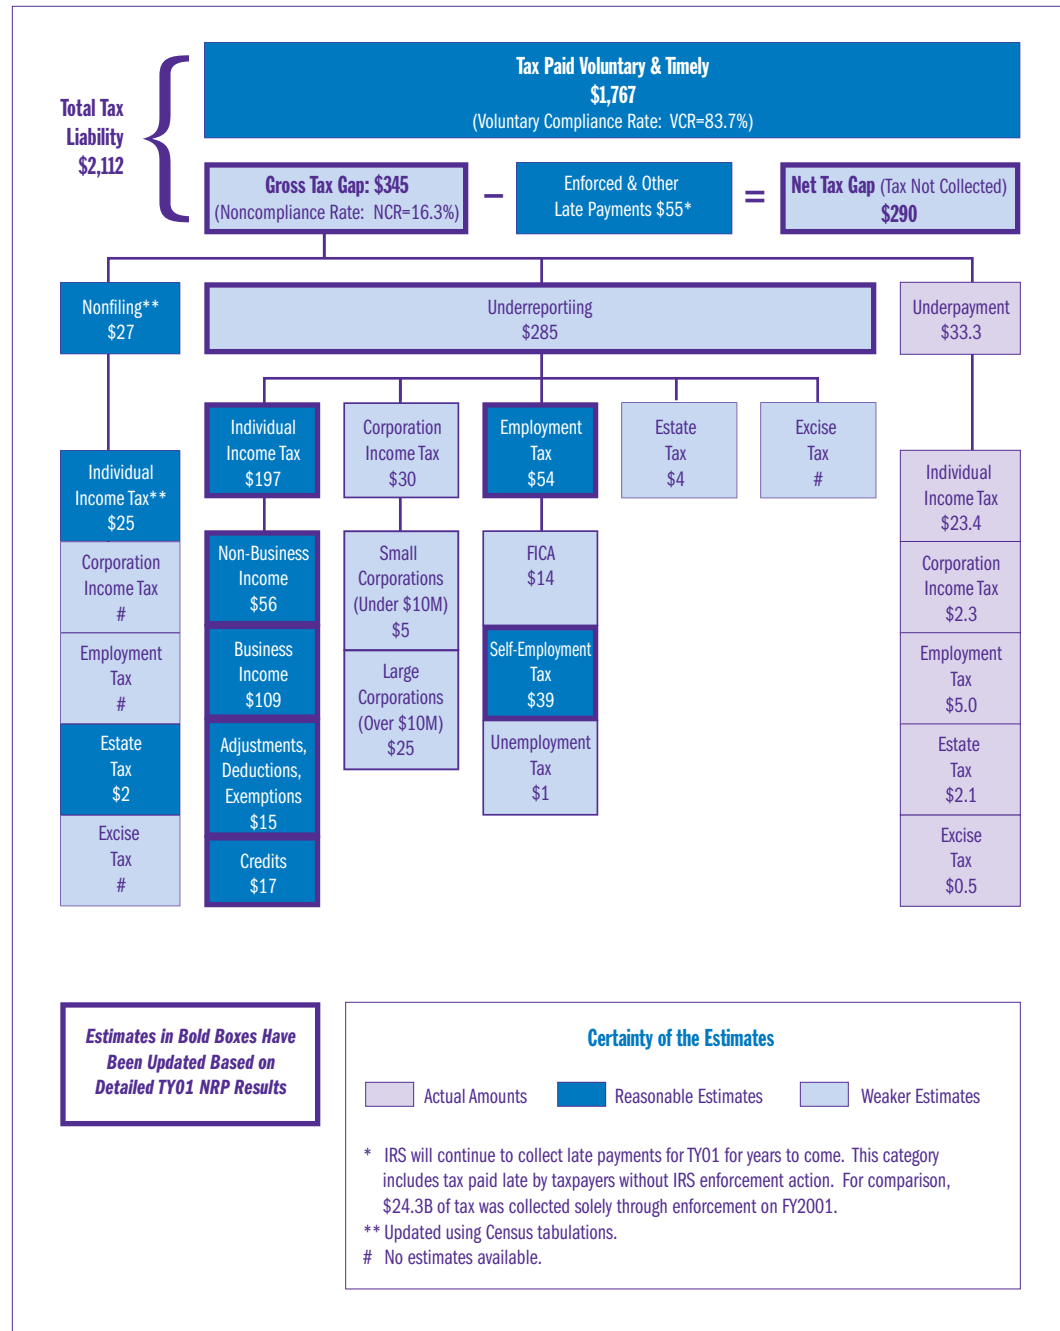 Tax Paid Voluntary & Timely
$1,767
(Voluntary Compliance Rate: VCR=83.7%)
Total Tax
Liability
$2,112
Gross Tax Gap: $345
(Noncompliance Rate: NCR=16.3%)
–
Enforced & Other
Late Payments $55*
=
Net Tax Gap (Tax Not Collected)
$290
Nonfiling**
$27
Underreportiing
$285
Underpayment
$33.3
Individual
Income Tax**
$25
Corporation
Income Tax
#
Employment
Tax
#
Estate
Tax
$2
Excise
Tax
#
Individual
Income Tax
$197
Non-Business
Income
$56
Business
Income
$109
Adjustments,
Deductions,
Exemptions
$15
Credits
$17
Corporation
Income Tax
$30
Small
Corporations
(Under $10M)
$5
Large
Corporations
(Over $10M)
$25
Employment
Tax
$54
FICA
$14
Self-Employment
Tax
$39
Unemployment
Tax
$1
Estate
Tax
$4
Excise
Tax
#
Individual
Income Tax
$23.4
Corporation
Income Tax
$2.3
Employment
Tax
$5.0
Estate
Tax
$2.1
Excise
Tax
$0.5
Estimates in Bold Boxes Have
Been Updated Based on
Detailed TY01 NRP Results
Certainty of the Estimates
Actual Amounts
Reasonable Estimates
Weaker Estimates
* IRS will continue to collect late payments for TY01 for years to come. This category
includes tax paid late by taxpayers without IRS enforcement action. For comparison,
$24.3B of tax was collected solely through enforcement on FY2001.
** Updated using Census tabulations.
# No estimates available.